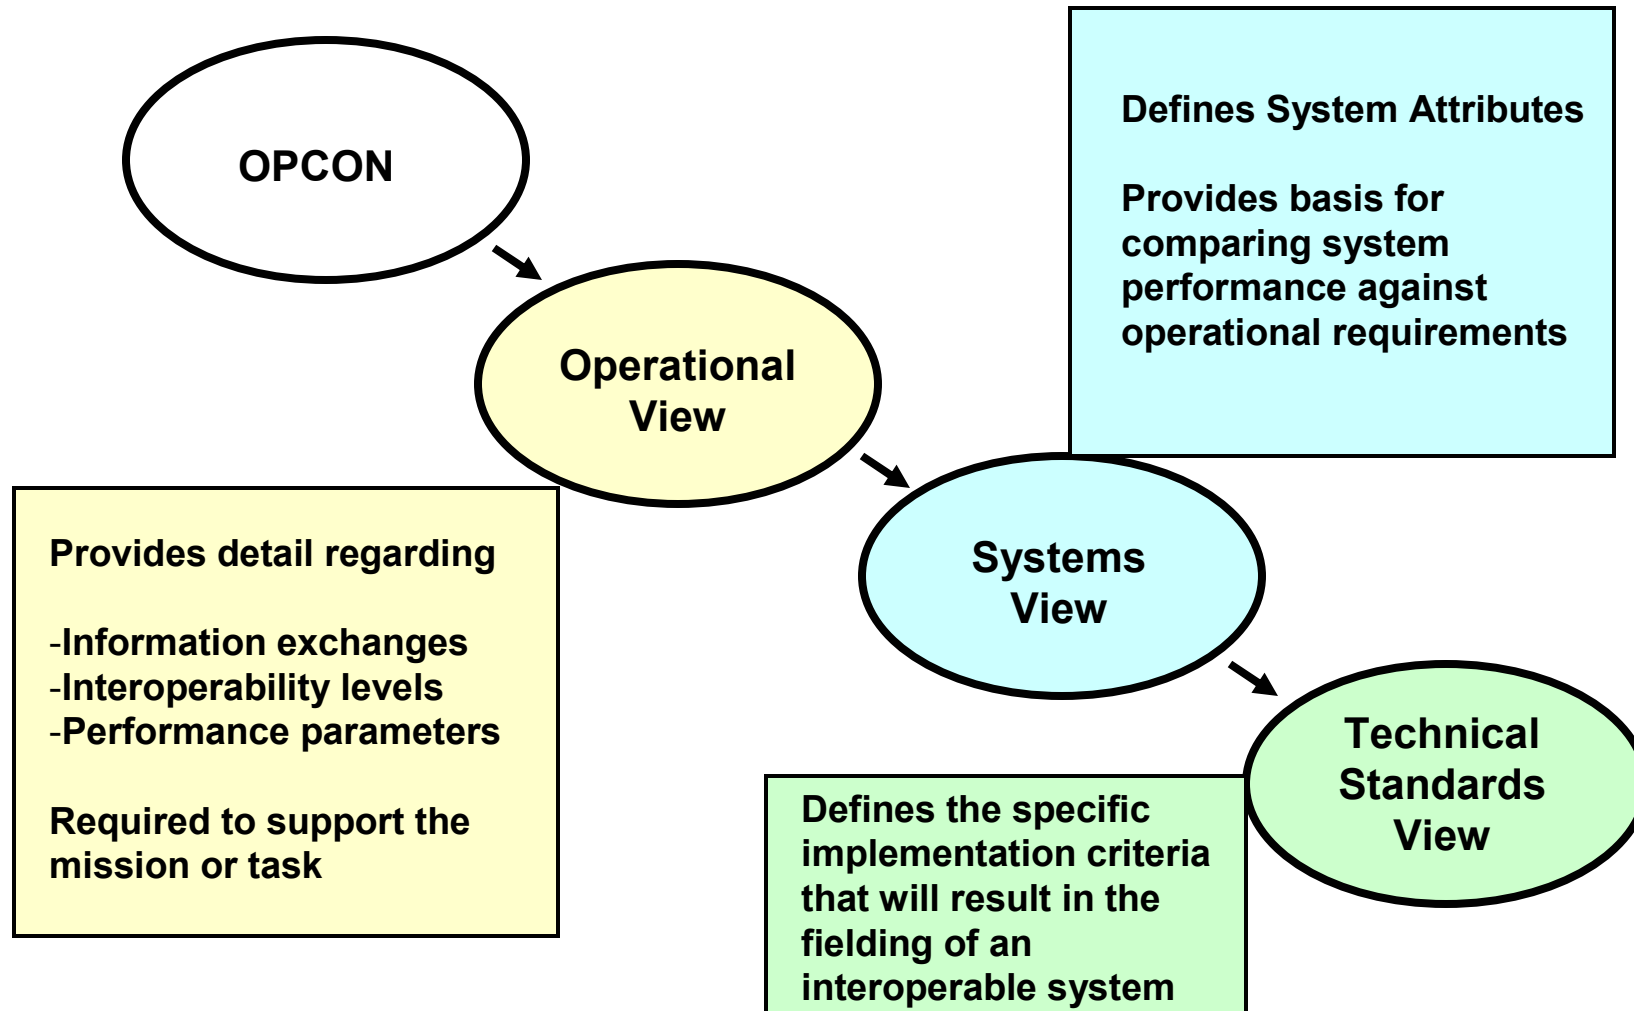 OPCON
Defines System Attributes
Provides basis for
comparing system
performance against
operational requirements
Operational
View
Provides detail regarding
-Information exchanges
-Interoperability levels
-Performance parameters
Required to support the
mission or task
Systems
View
Technical
Standards
View
Defines the specific
implementation criteria
that will result in the
fielding of an
interoperable system